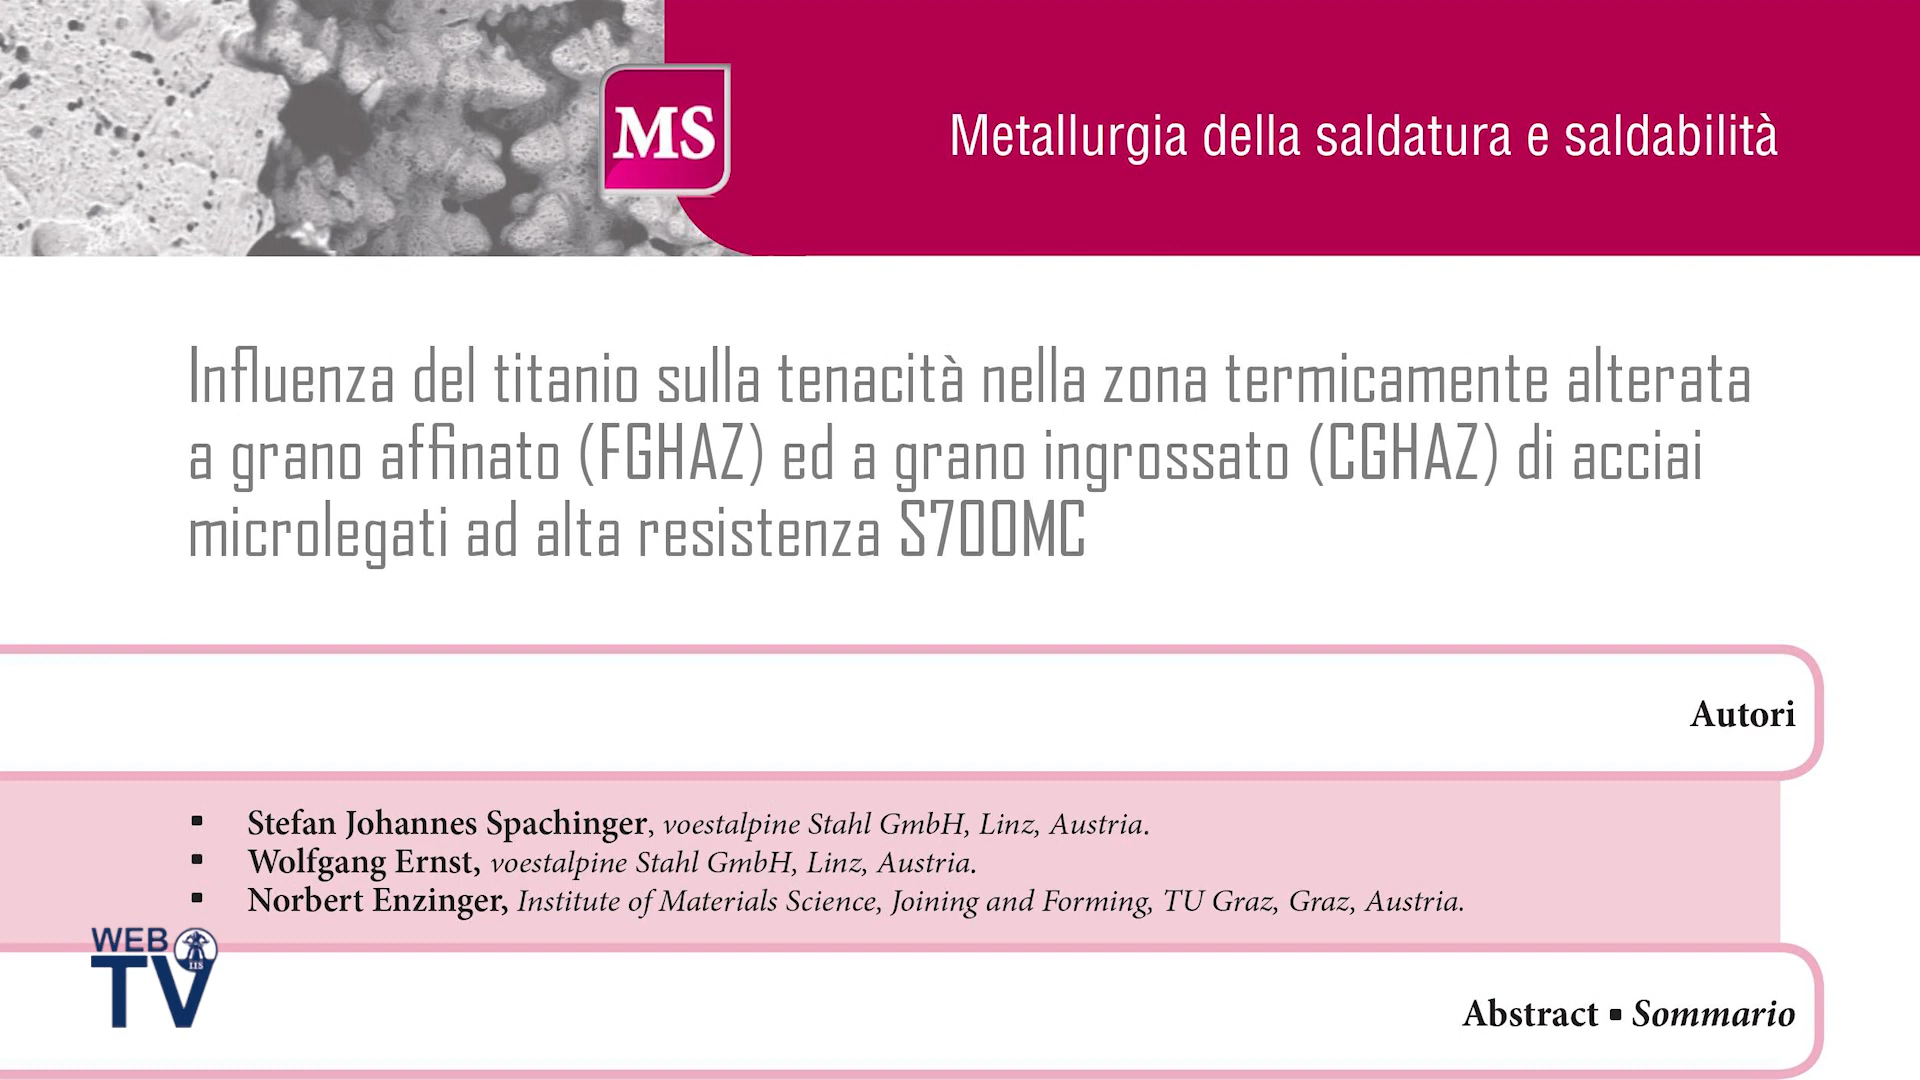 MS
Metallurgia della saldatura e saldabilità
Influenza del titanio sulla tenacità nella zona termicamente alterata
a grano affinato (FGHAZ) ed a grano ingrossato (CGHAZ) di acciai
microlegati ad alta resistenza S700MC
Autori
▪ Stefan Johannes Spachinger, voestalpine Stahl GmbH, Linz, Austria.
▪ Wolfgang Ernst, voestalpine Stahl GmbH, Linz, Austria.
▪ Norbert Enzinger, Institute of Materials Science, Joining and Forming, TU Graz, Graz, Austria.
WEB
IIS
TV
Abstract ▪ Sommario